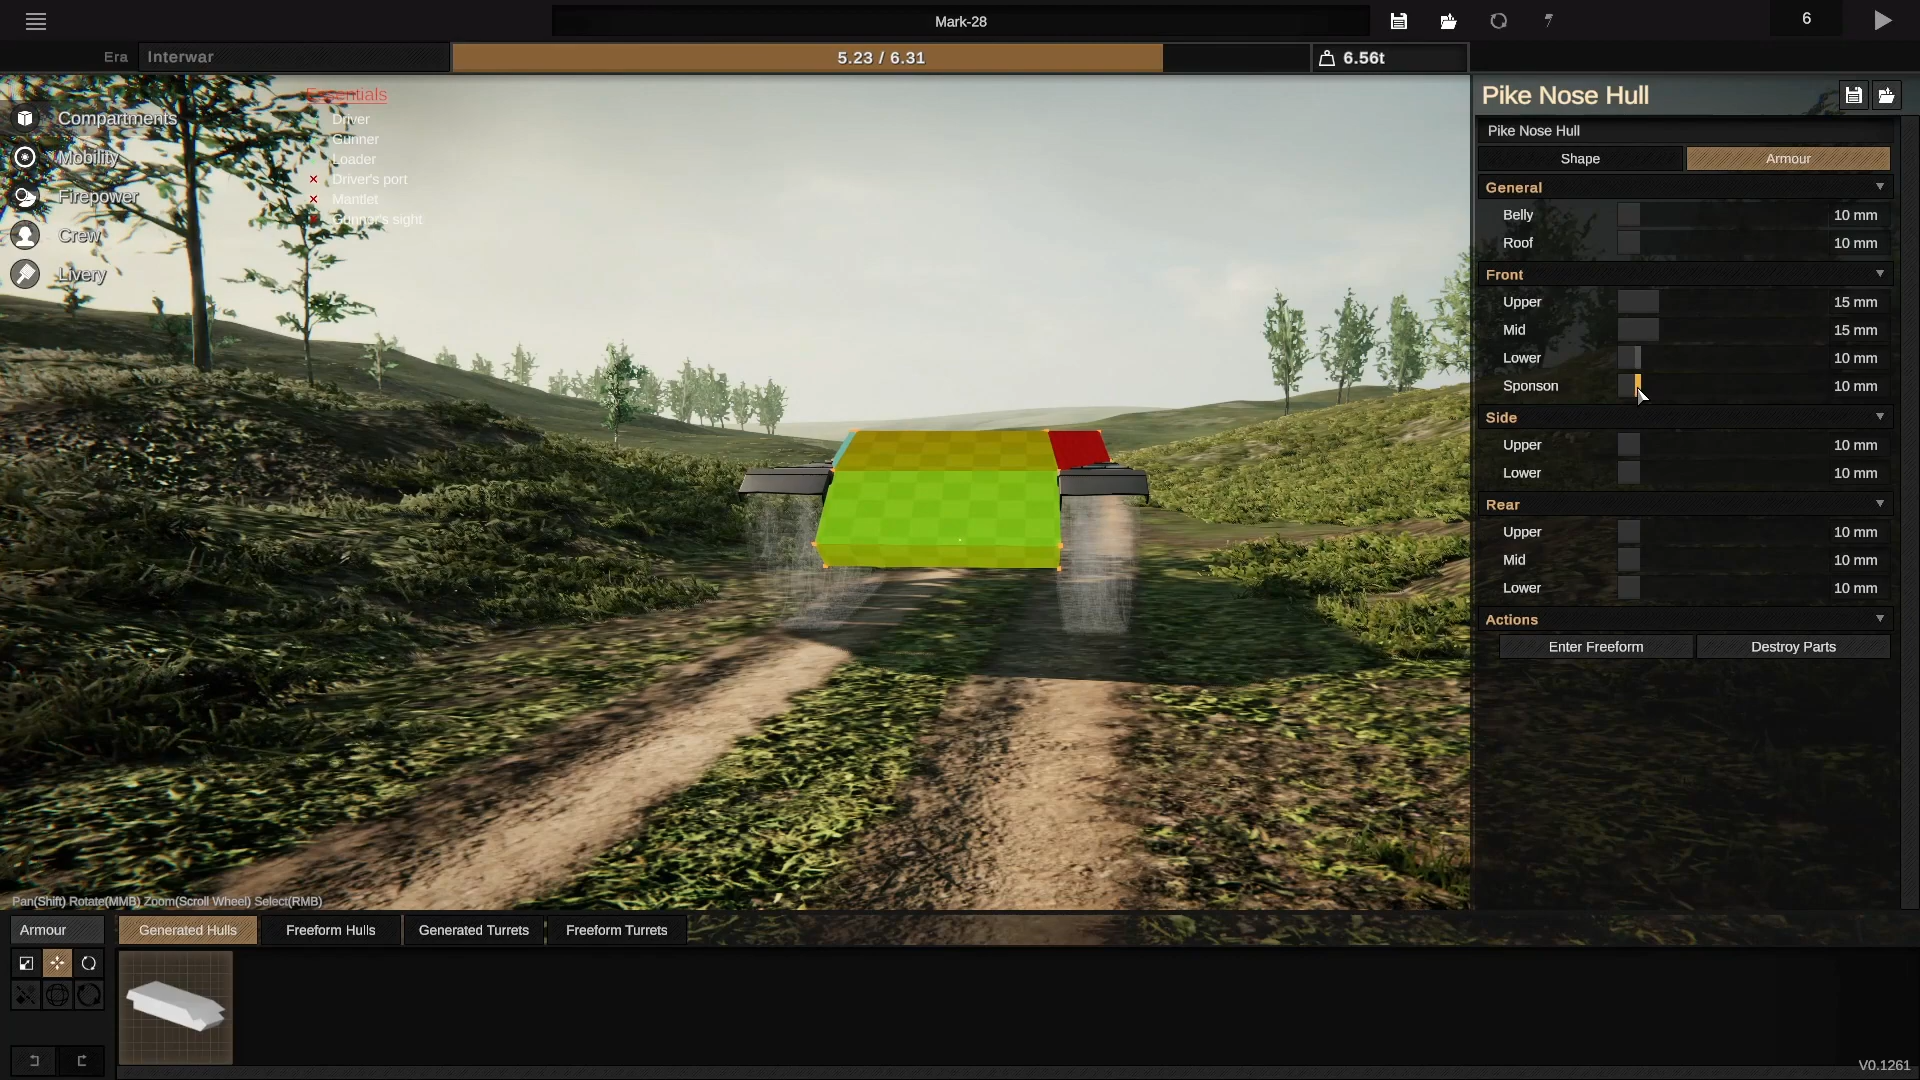 Mark-28
6
Era
Interwar
5.23 / 6.31
6.56t
Essentials
Driver
Gunner
Loader
Driver's port
Mantlet
Gunner's sight
Compartments
Mobility
Firepower
Crew
Livery
Pike Nose Hull
Pike Nose Hull
Shape
Armour
General
Belly 10 mm
Roof 10 mm
Front
Upper 15 mm
Mid 15 mm
Lower 10 mm
Sponson 10 mm
Side
Upper 10 mm
Lower 10 mm
Rear
Upper 10 mm
Mid 10 mm
Lower 10 mm
Actions
Enter Freeform
Destroy Parts
Pan(Shift) Rotate(MMB) Zoom(Scroll Wheel) Select(RMB)
Armour
Generated Hulls
Freeform Hulls
Generated Turrets
Freeform Turrets
V0.1261